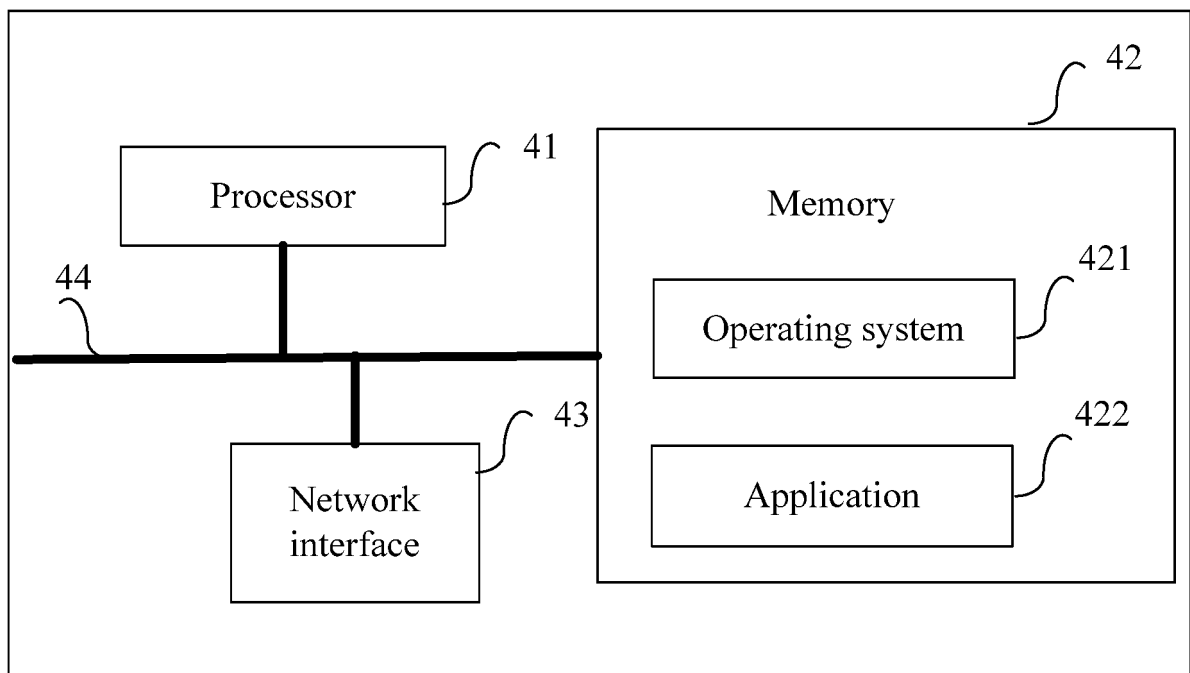 42
41
Processor
Memory
44
421
Operating system
43
422
Network
interface
Application